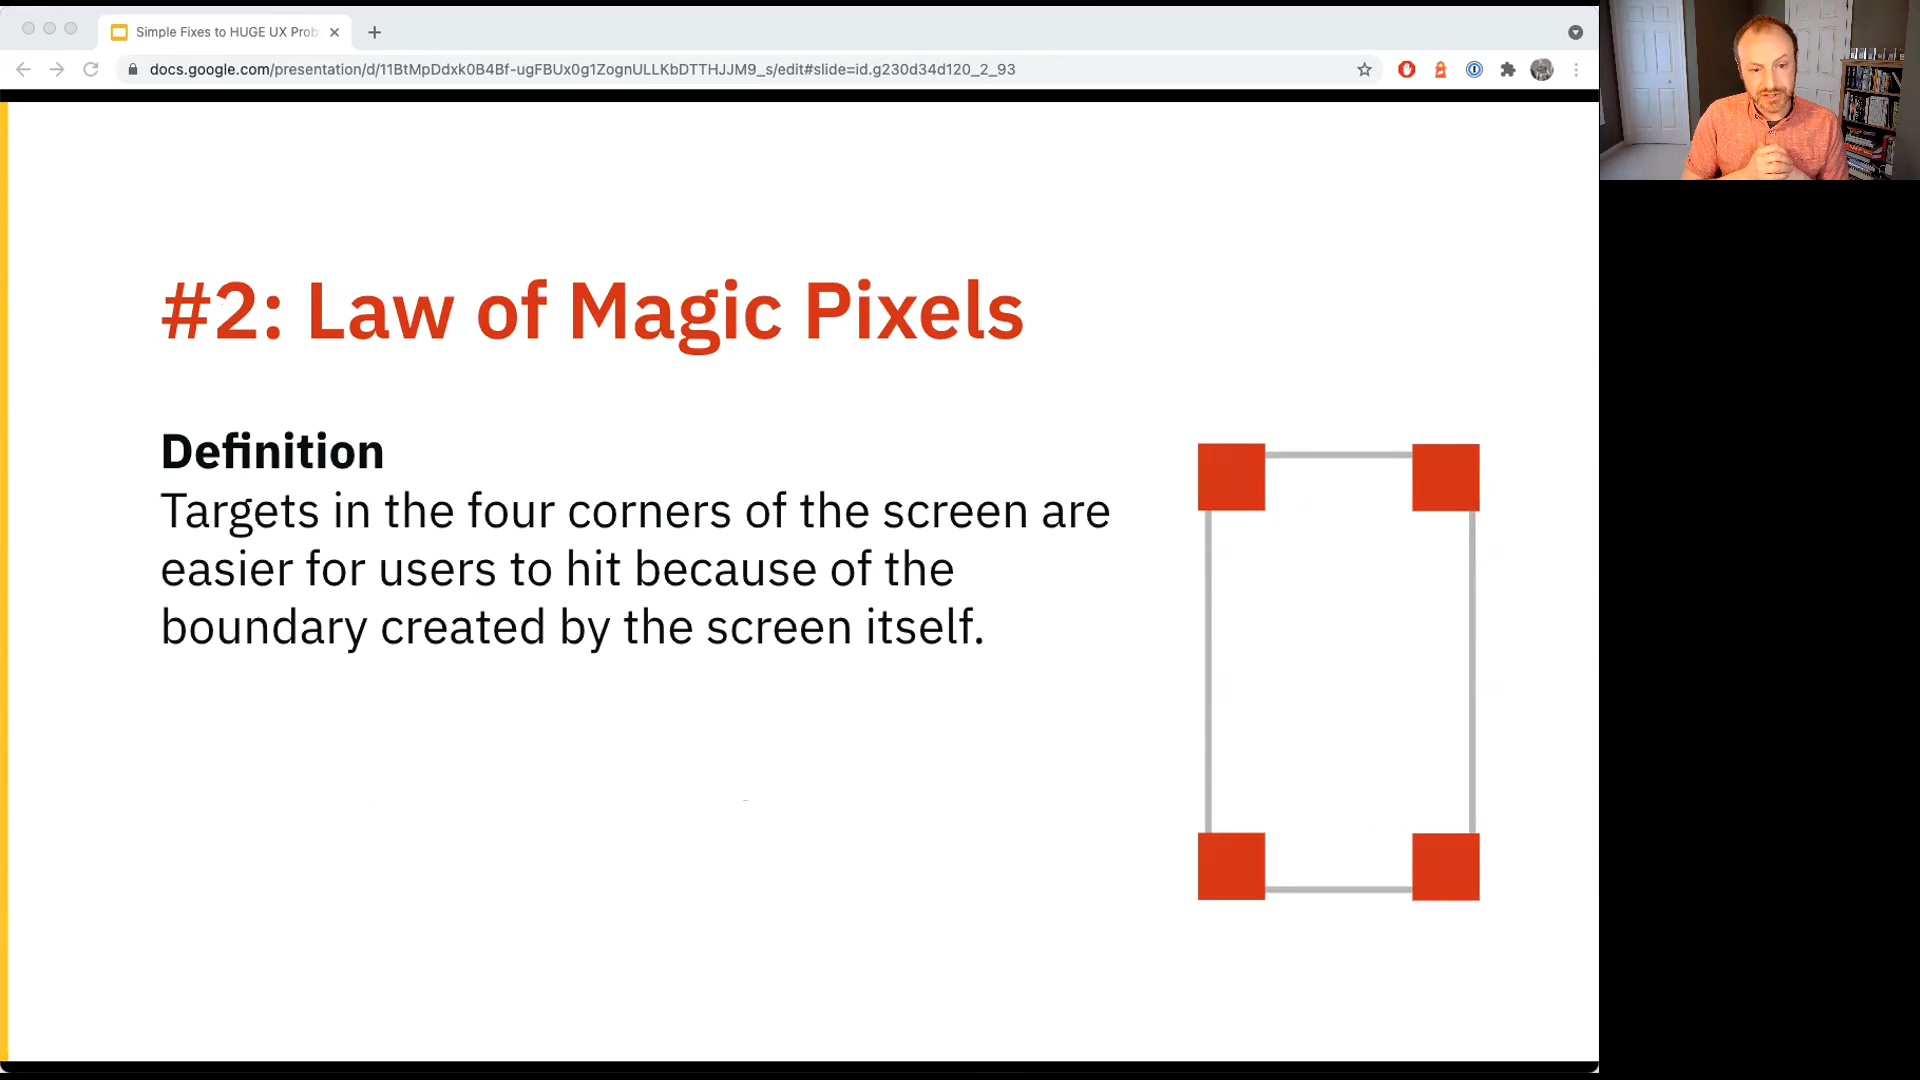 Simple Fixes to HUGE UX Prob
docs.google.com/presentation/d/11BtMpDdxk0B4Bf-ugFBUx0g1ZognULLKbDTTHJJM9_s/edit#slide=id.g230d34d120_2_93
#2: Law of Magic Pixels
Definition
Targets in the four corners of the screen are
easier for users to hit because of the
boundary created by the screen itself.